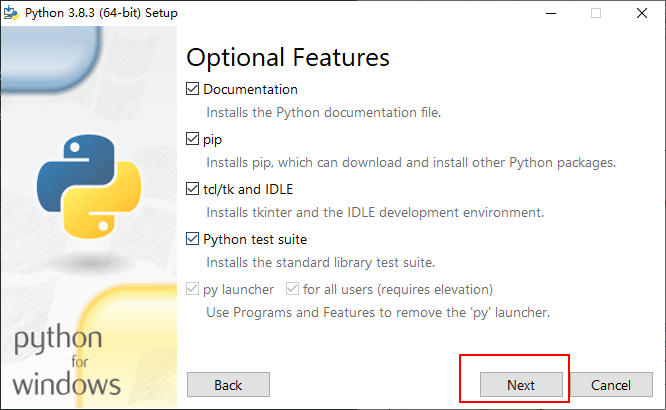 Python 3.8.3 (64-bit) Setup
Optional Features
Documentation
Installs the Python documentation file.
pip
Installs pip, which can download and install other Python packages.
tcl/tk and IDLE
Installs tkinter and the IDLE development environment.
Python test suite
Installs the standard library test suite.
py launcher for all users (requires elevation)
Use Programs and Features to remove the 'py' launcher.
python
for
windows
Back Next Cancel